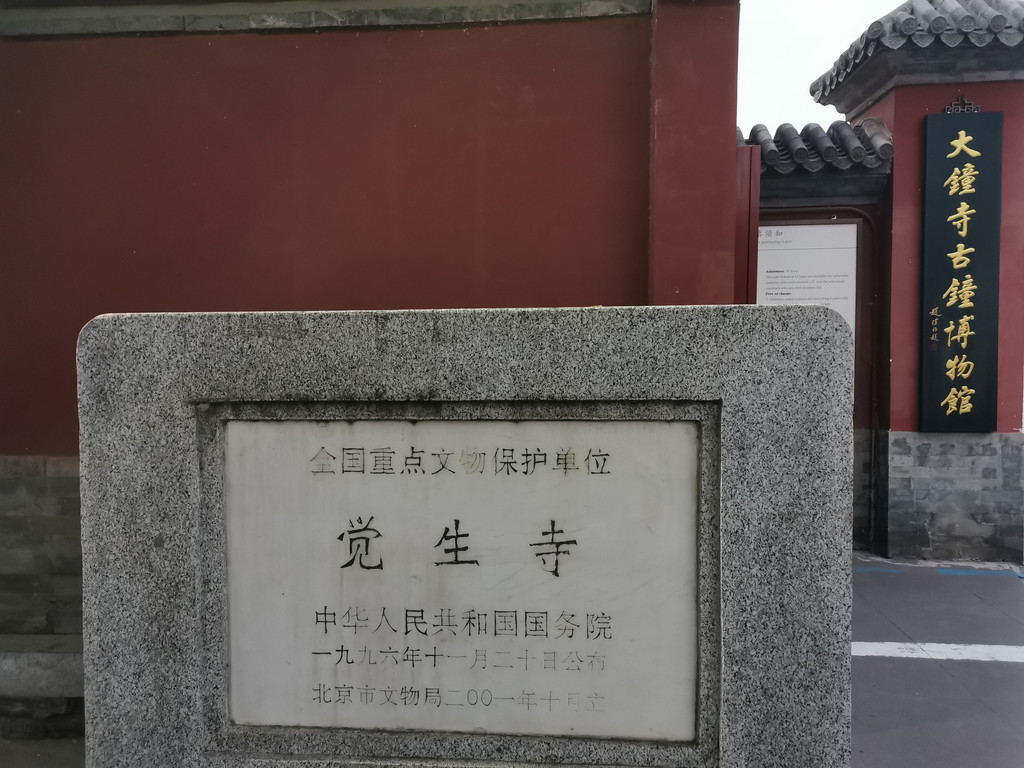 全国重点文物保护单位
觉生寺
中华人民共和国国务院
一九九六年十一月二十日公布
北京市文物局二〇〇一年十月立
大鐘寺古鐘博物館